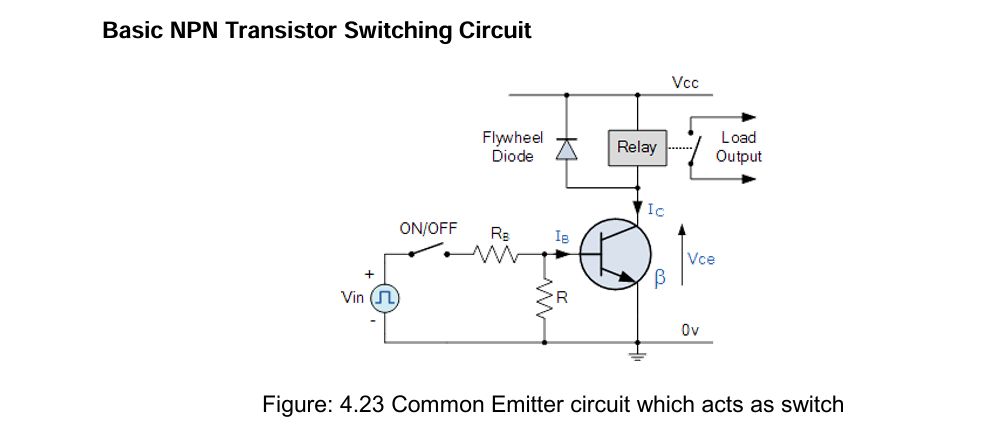 Basic NPN Transistor Switching Circuit
Vcc
Flywheel
Diode
Relay
Load
Output
IC
ON/OFF
RB
IB
Vce
β
+
Vin
-
R
0v
Figure: 4.23 Common Emitter circuit which acts as switch